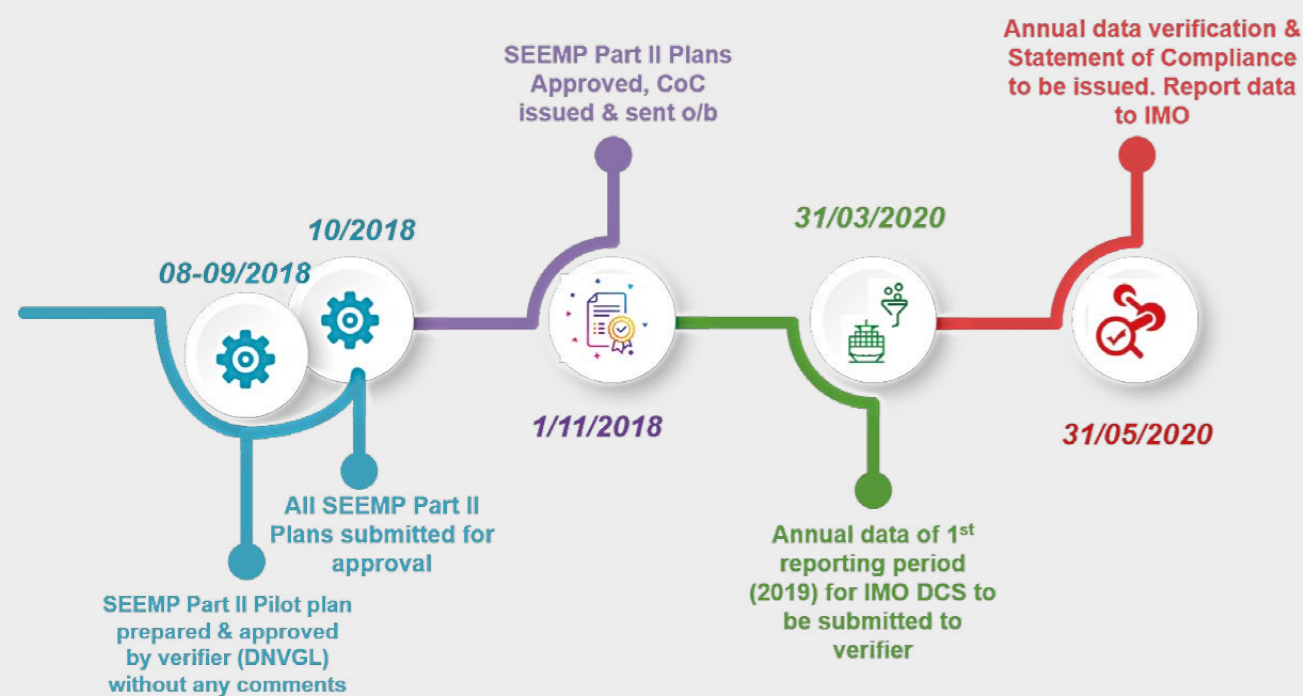 08-09/2018
SEEMP Part II Pilot plan
prepared & approved
by verifier (DNVGL)
without any comments
10/2018
All SEEMP Part II
Plans submitted for
approval
SEEMP Part II Plans
Approved, CoC
issued & sent o/b
1/11/2018
31/03/2020
Annual data of 1st
reporting period
(2019) for IMO DCS to
be submitted to
verifier
Annual data verification &
Statement of Compliance
to be issued. Report data
to IMO
31/05/2020